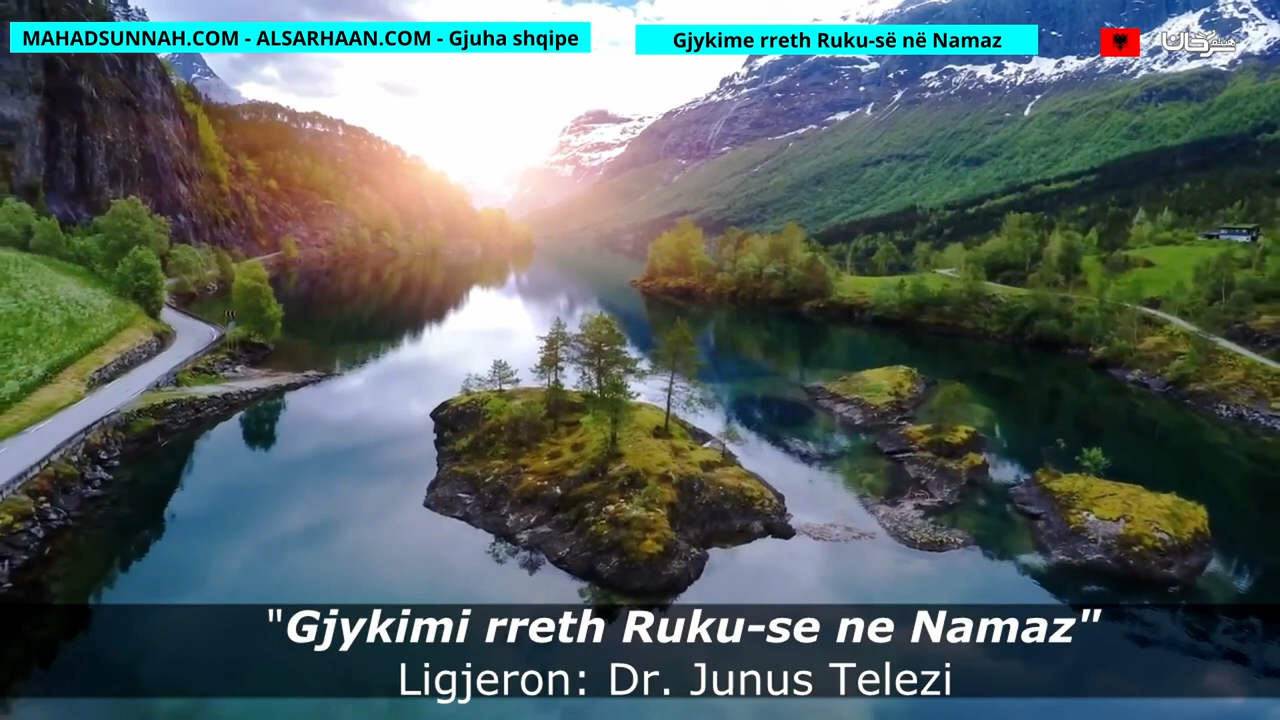 MAHADSUNNAH.COM - ALSARHAAN.COM - Gjuha shqipe
Gjykime rreth Ruku-së në Namaz
"Gjykimi rreth Ruku-se ne Namaz"
Ligjeron: Dr. Junus Telezi